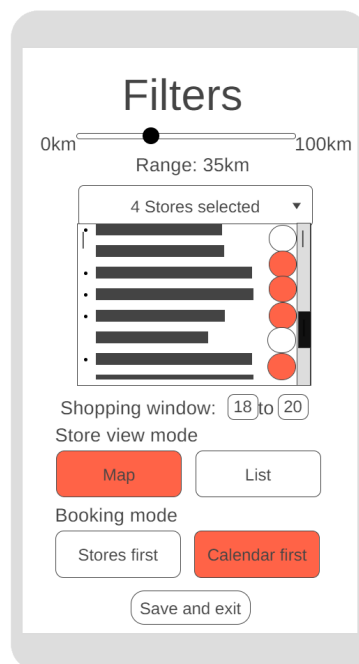 Filters
0km 100km
Range: 35km
4 Stores selected
Shopping window: 18 to 20
Store view mode
Map List
Booking mode
Stores first Calendar first
Save and exit